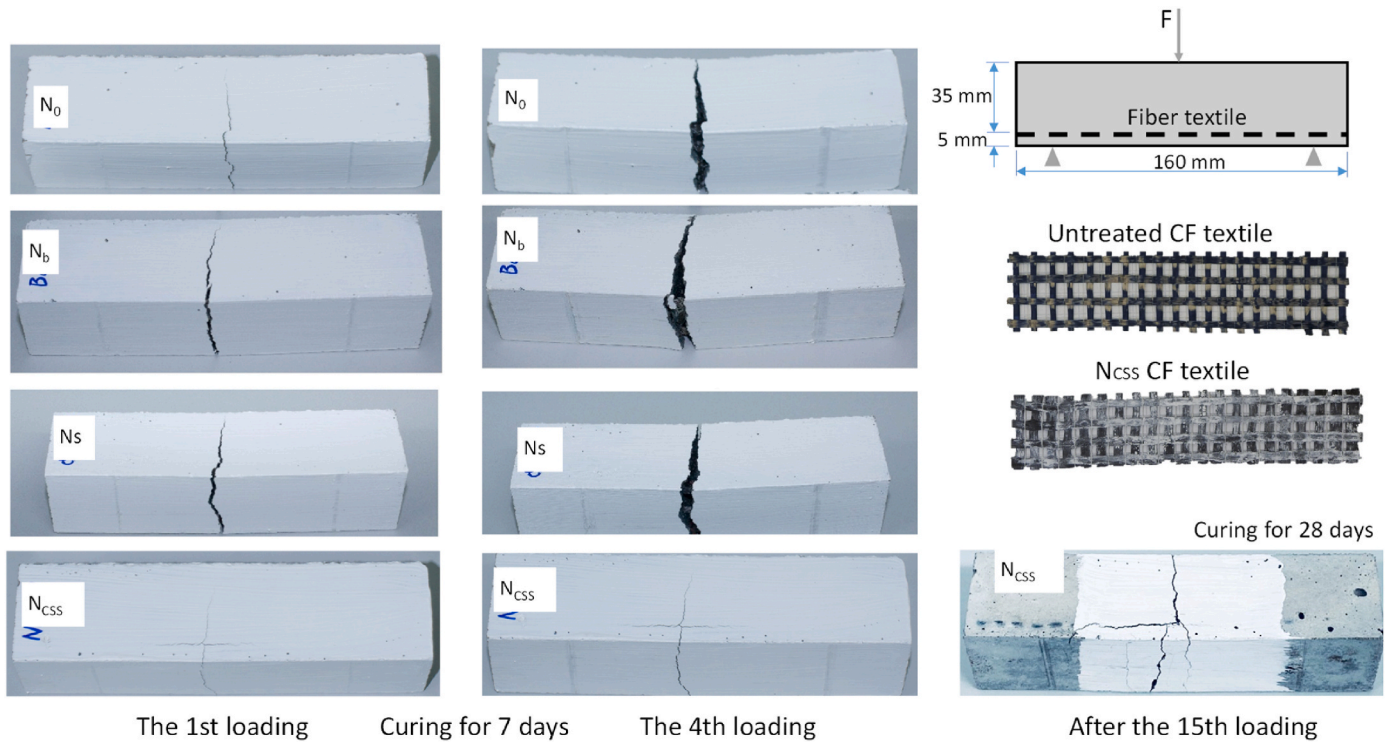 N0
Nb
Ns
NCSS
The 1st loading
Curing for 7 days
N0
Nb
Ns
NCSS
The 4th loading
F
35 mm
5 mm
Fiber textile
160 mm
Untreated CF textile
NCSS CF textile
Curing for 28 days
NCSS
After the 15th loading